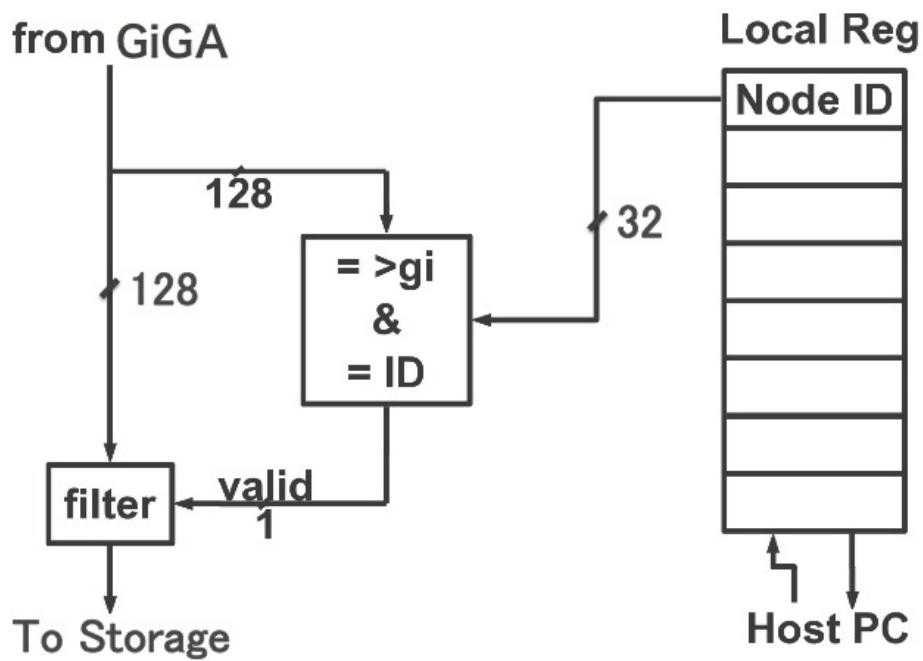 from GiGA
Local Reg
Node ID
128
32
= >gi
&
= ID
128
valid
1
filter
To Storage
Host PC